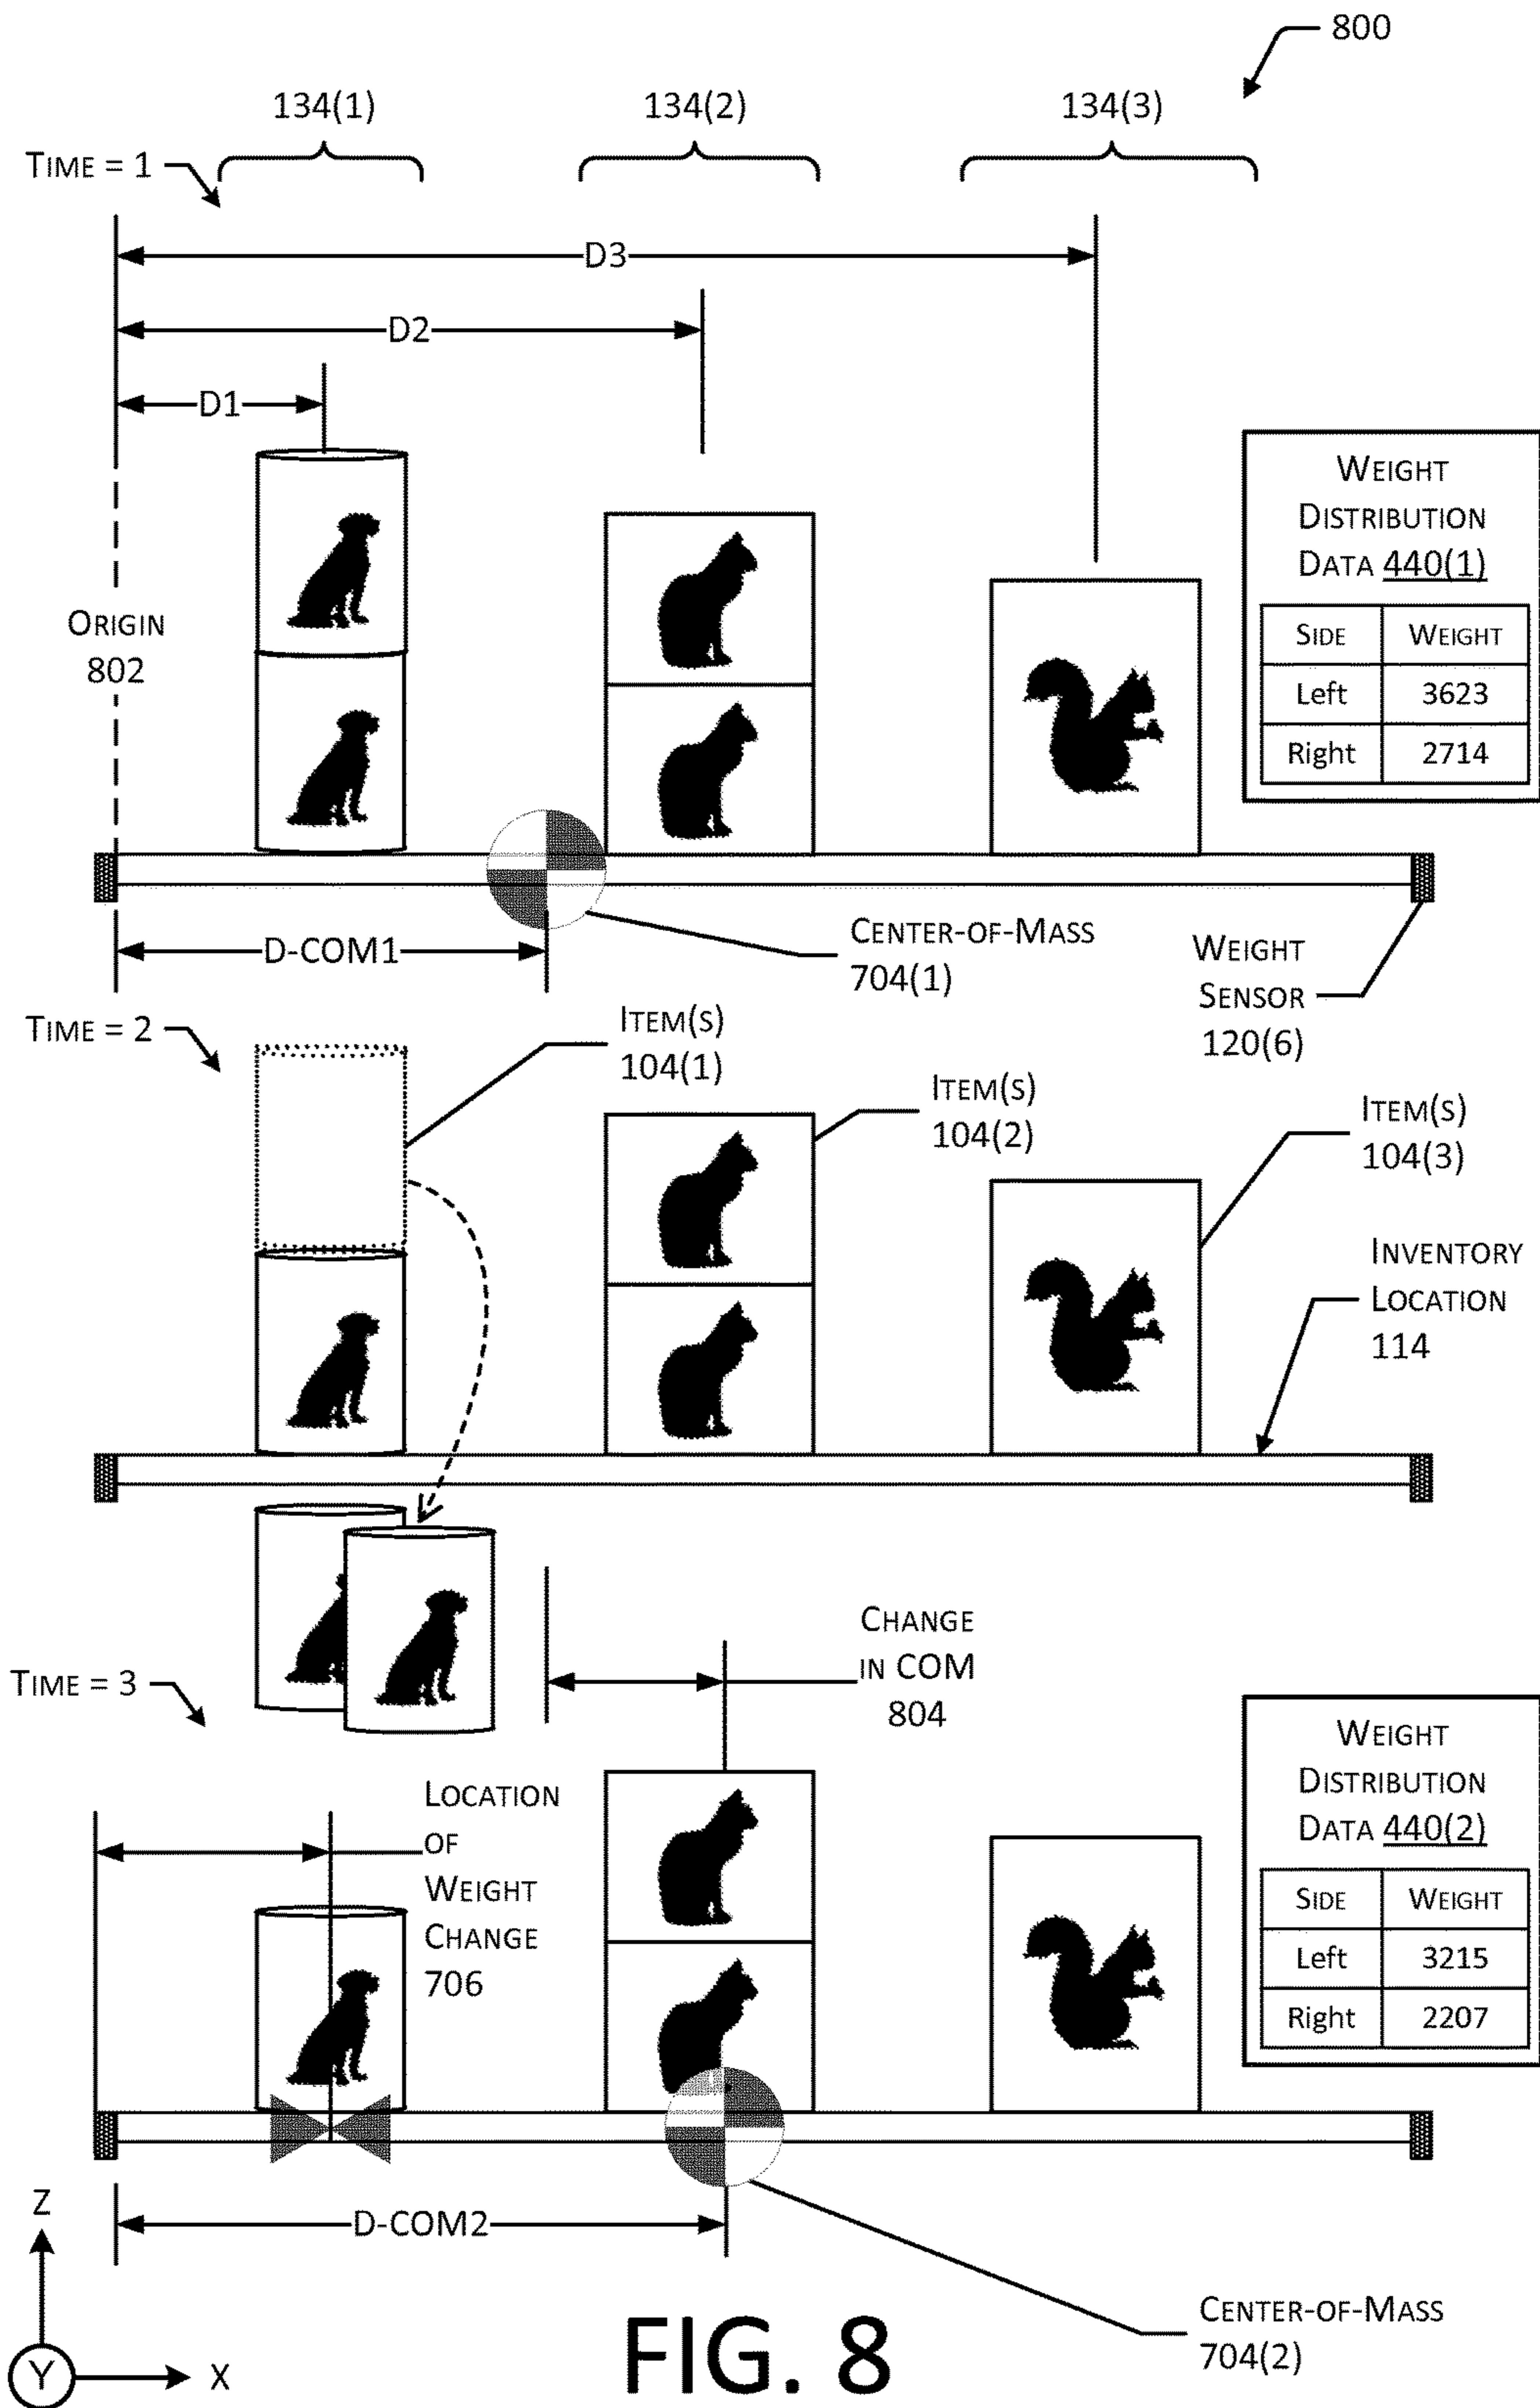 800
134(1)
134(2)
134(3)
TIME = 1
D3
D2
D1
ORIGIN
802
WEIGHT
DISTRIBUTION
DATA 440(1)
SIDE WEIGHT
Left 3623
Right 2714
D-COM1
CENTER-OF-MASS
704(1)
WEIGHT
SENSOR
120(6)
TIME = 2
ITEM(S)
104(1)
ITEM(S)
104(2)
ITEM(S)
104(3)
INVENTORY
LOCATION
114
TIME = 3
CHANGE
IN COM
804
LOCATION
OF
WEIGHT
CHANGE
706
WEIGHT
DISTRIBUTION
DATA 440(2)
SIDE WEIGHT
Left 3215
Right 2207
D-COM2
CENTER-OF-MASS
704(2)
Z
Y
X
FIG. 8